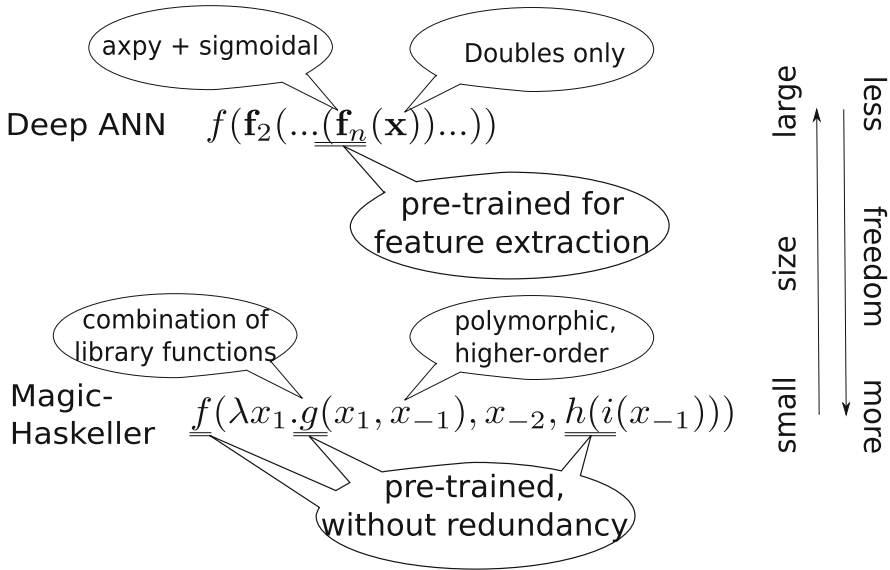 axpy + sigmoidal
Doubles only
Deep ANN
f(f₂(...(fₙ(x))...))
pre-trained for
feature extraction
combination of
library functions
polymorphic,
higher-order
Magic-
Haskeller
f(λx₁.g(x₁, x₋₁), x₋₂, h(i(x₋₁)))
pre-trained,
without redundancy
large
size
small
less
freedom
more